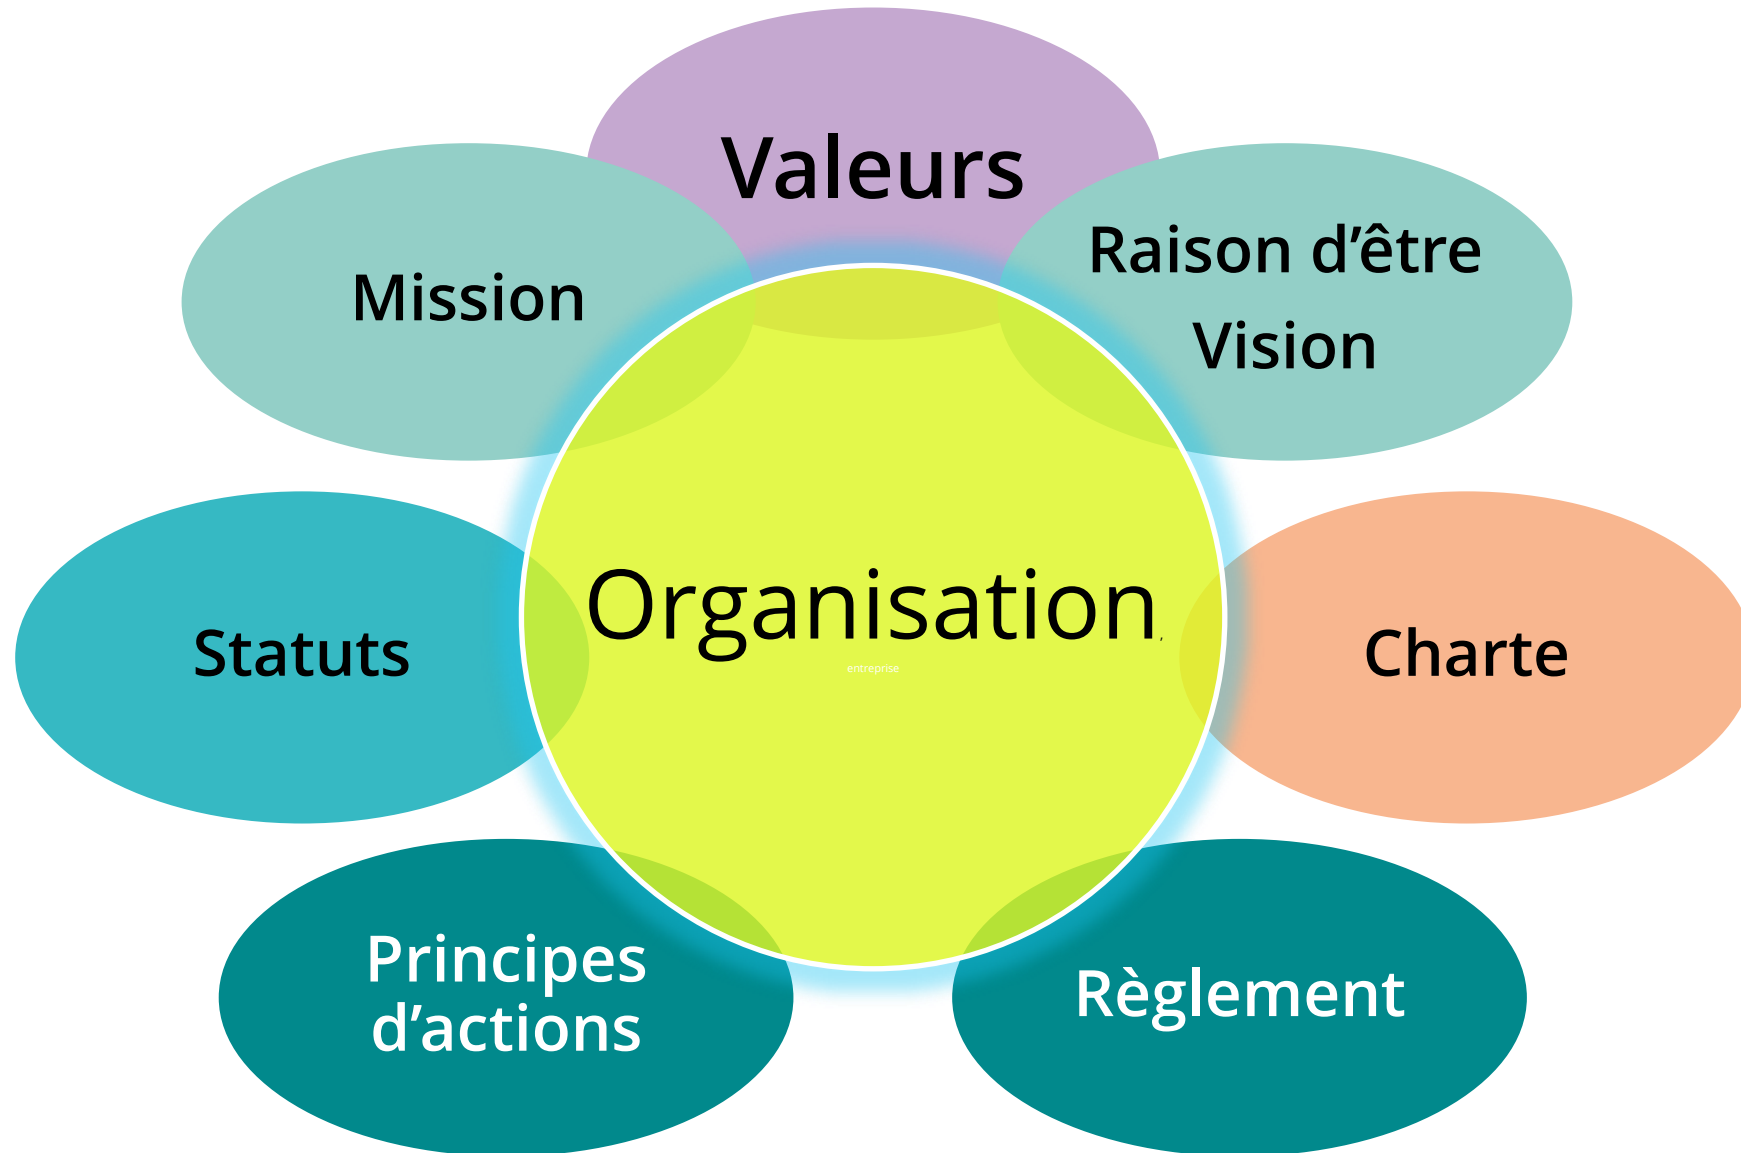 Valeurs
Mission
Raison d’être
Vision
Organisation,
entreprise
Statuts
Charte
Principes
d’actions
Règlement